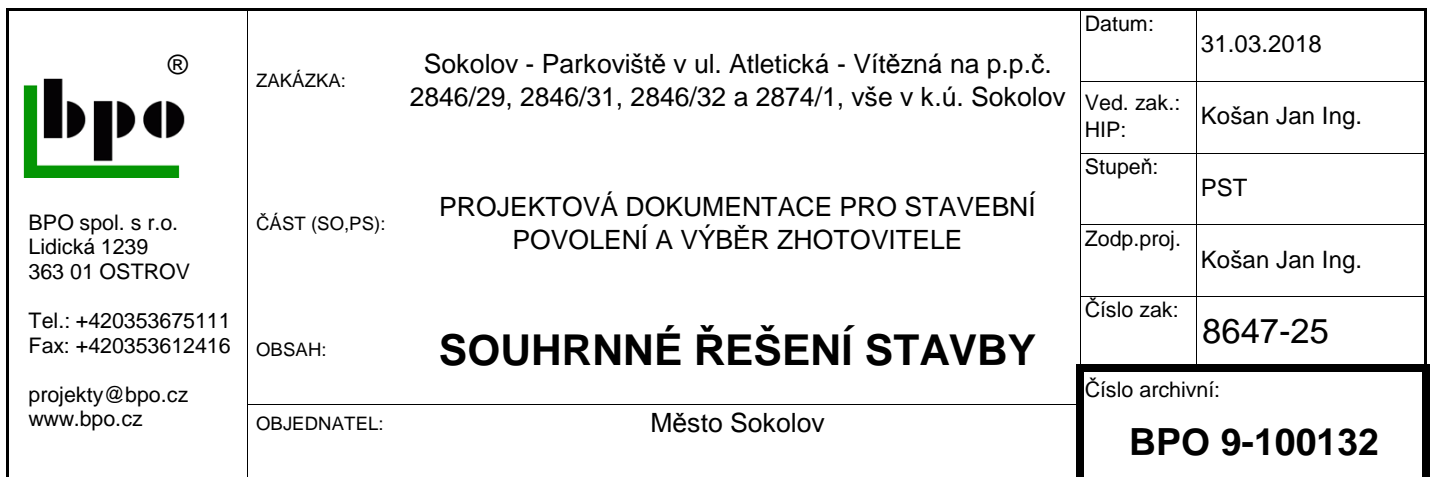 ®
bpo
BPO spol. s r.o.
Lidická 1239
363 01 OSTROV
Tel.: +420353675111
Fax: +420353612416
projekty@bpo.cz
www.bpo.cz
ZAKÁZKA:
Sokolov - Parkoviště v ul. Atletická - Vítězná na p.p.č.
2846/29, 2846/31, 2846/32 a 2874/1, vše v k.ú. Sokolov
ČÁST (SO,PS):
PROJEKTOVÁ DOKUMENTACE PRO STAVEBNÍ
POVOLENÍ A VÝBĚR ZHOTOVITELE
OBSAH:
SOUHRNNÉ ŘEŠENÍ STAVBY
OBJEDNATEL:
Město Sokolov
Datum:
31.03.2018
Ved. zak.:
HIP:
Košan Jan Ing.
Stupeň:
PST
Zodp.proj.
Košan Jan Ing.
Číslo zak:
8647-25
Číslo archivní:
BPO 9-100132